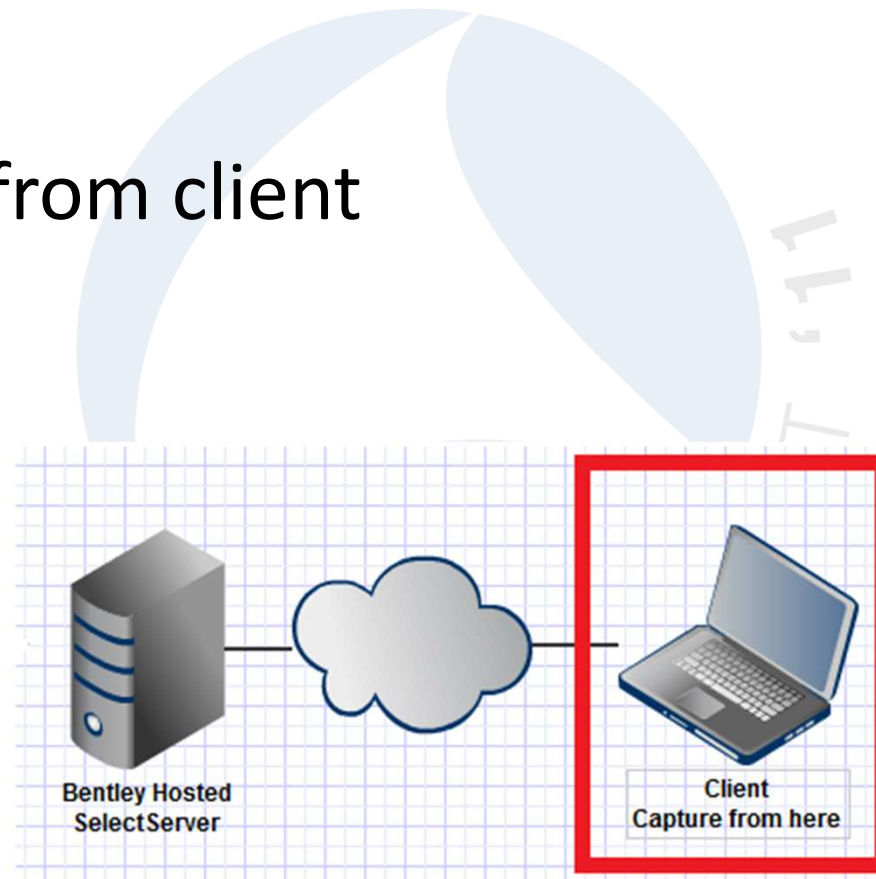 from client
Bentley Hosted
SelectServer
Client
Capture from here